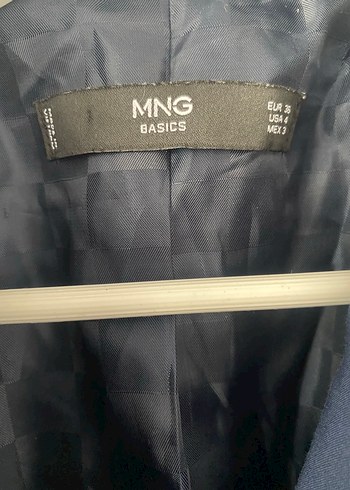 MNG
BASICS
EUR 36
USA 4
MEX 3